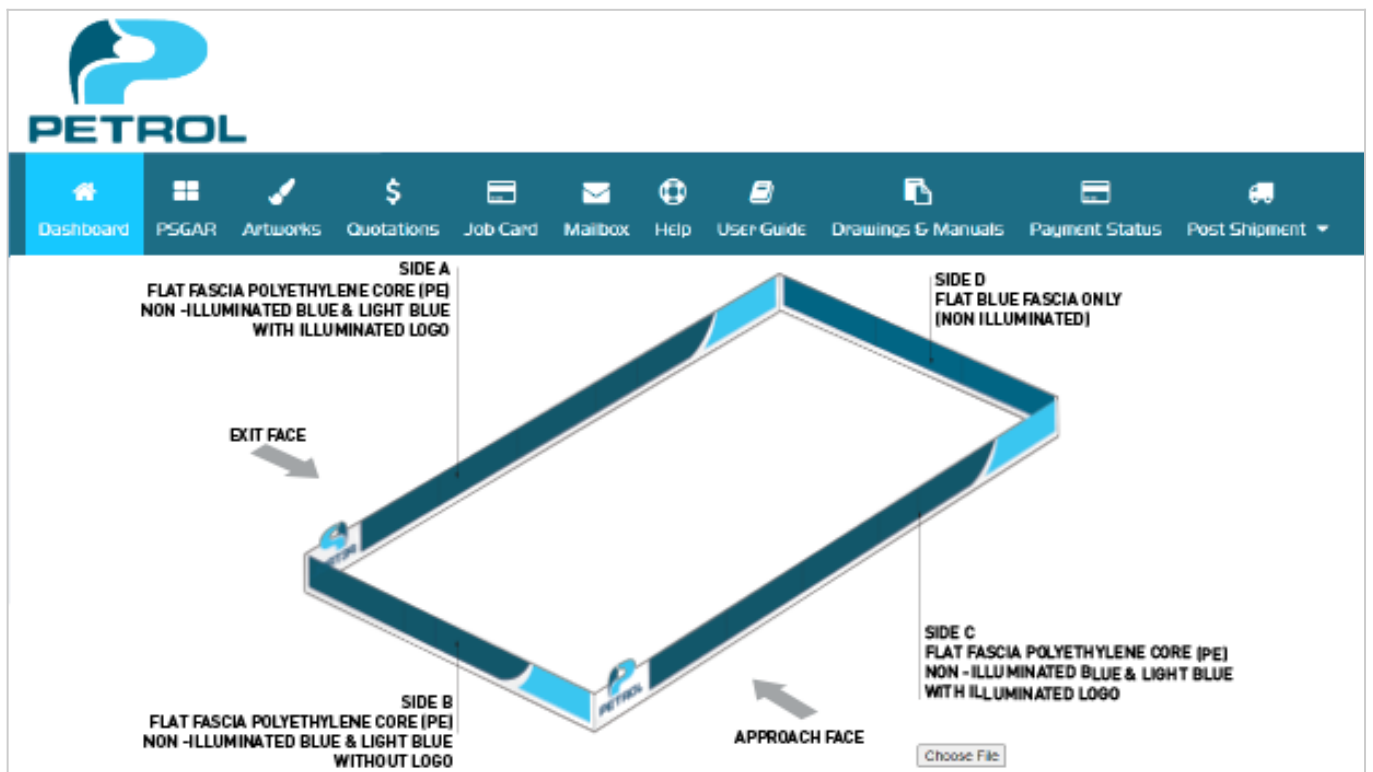 PETROL
Dashboard PSGAR Artworks Quotations Job Card Mailbox Help User Guide Drawings & Manuals Payment Status Post Shipment
SIDE A
FLAT FASCIA POLYETHYLENE CORE (PE)
NON -ILLUMINATED BLUE & LIGHT BLUE
WITH ILLUMINATED LOGO
SIDE D
FLAT BLUE FASCIA ONLY
(NON ILLUMINATED)
EXIT FACE
SIDE C
FLAT FASCIA POLYETHYLENE CORE (PE)
NON -ILLUMINATED BLUE & LIGHT BLUE
WITH ILLUMINATED LOGO
PETROL
SIDE B
FLAT FASCIA POLYETHYLENE CORE (PE)
NON -ILLUMINATED BLUE & LIGHT BLUE
WITHOUT LOGO
APPROACH FACE
Choose File